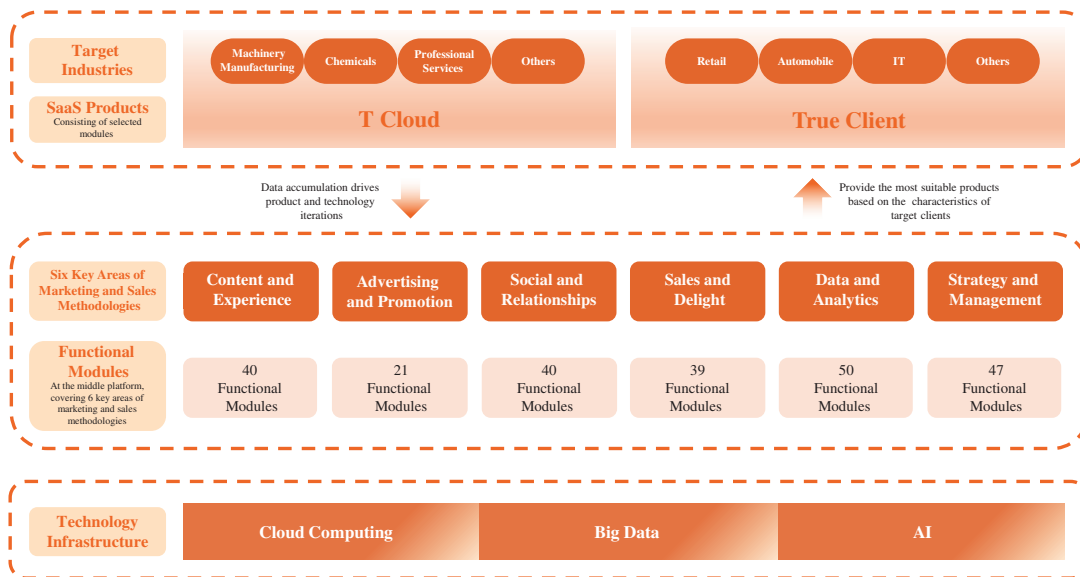 Target
Industries
Machinery
Manufacturing
Chemicals
Professional
Services
Others
Retail
Automobile
IT
Others
SaaS Products
Consisting of selected
modules
T Cloud
True Client
Data accumulation drives
product and technology
iterations
Provide the most suitable products
based on the characteristics of
target clients
Six Key Areas of
Marketing and Sales
Methodologies
Content and
Experience
Advertising
and Promotion
Social and
Relationships
Sales and
Delight
Data and
Analytics
Strategy and
Management
Functional
Modules
At the middle platform,
covering 6 key areas of
marketing and sales
methodologies
40
Functional
Modules
21
Functional
Modules
40
Functional
Modules
39
Functional
Modules
50
Functional
Modules
47
Functional
Modules
Technology
Infrastructure
Cloud Computing
Big Data
AI